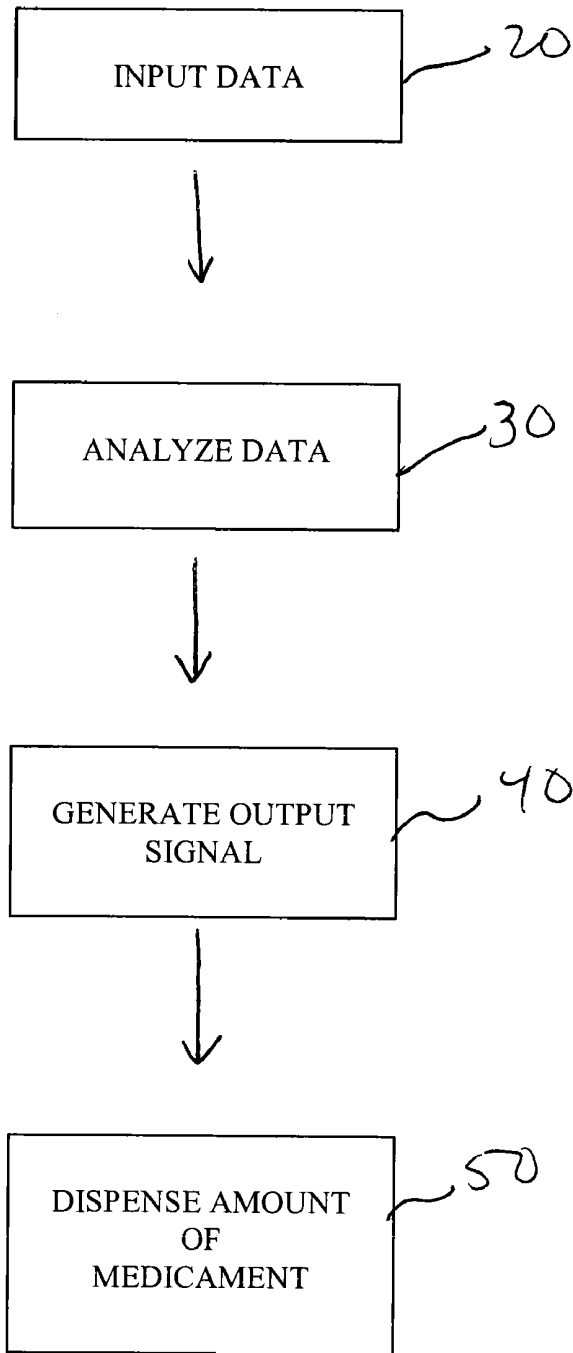 INPUT DATA
20
ANALYZE DATA
30
GENERATE OUTPUT
SIGNAL
40
DISPENSE AMOUNT
OF
MEDICAMENT
50